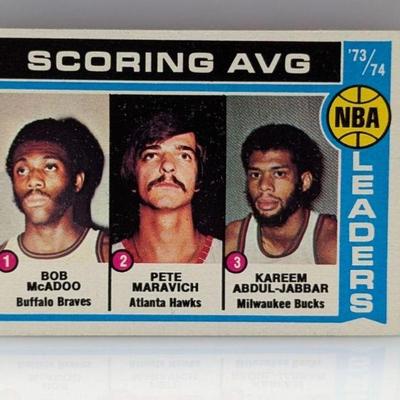 SCORING AVG
'73/74
NBA
LEADERS
1
BOB
McADOO
Buffalo Braves
2
PETE
MARAVICH
Atlanta Hawks
3
KAREEM
ABDUL-JABBAR
Milwaukee Bucks